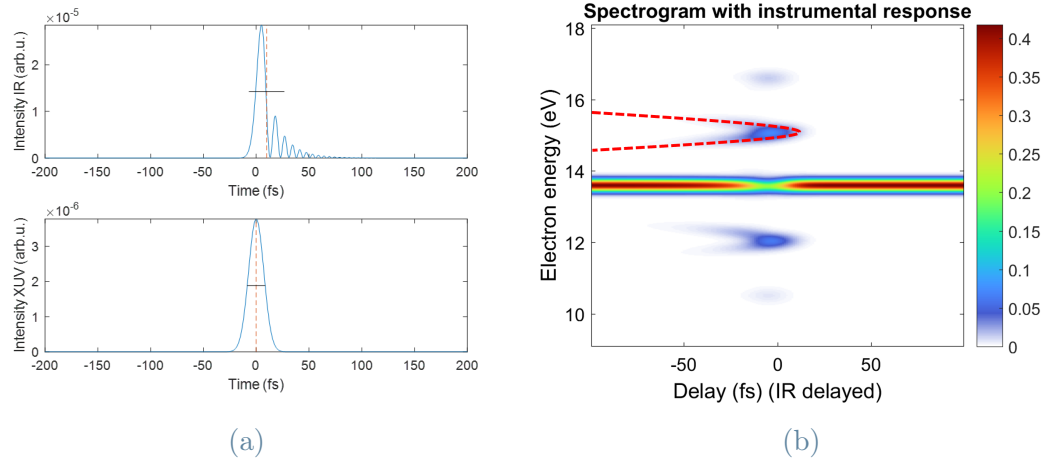 ×10⁻⁵
Intensity IR (arb.u.)
2
1
0
-200 -150 -100 -50 0 50 100 150 200
Time (fs)
×10⁻⁶
Intensity XUV (arb.u.)
3
2
1
0
-200 -150 -100 -50 0 50 100 150 200
Time (fs)
(a)
Spectrogram with instrumental response
Electron energy (eV)
18
16
14
12
10
-50 0 50
Delay (fs) (IR delayed)
0.4
0.35
0.3
0.25
0.2
0.15
0.1
0.05
0
(b)